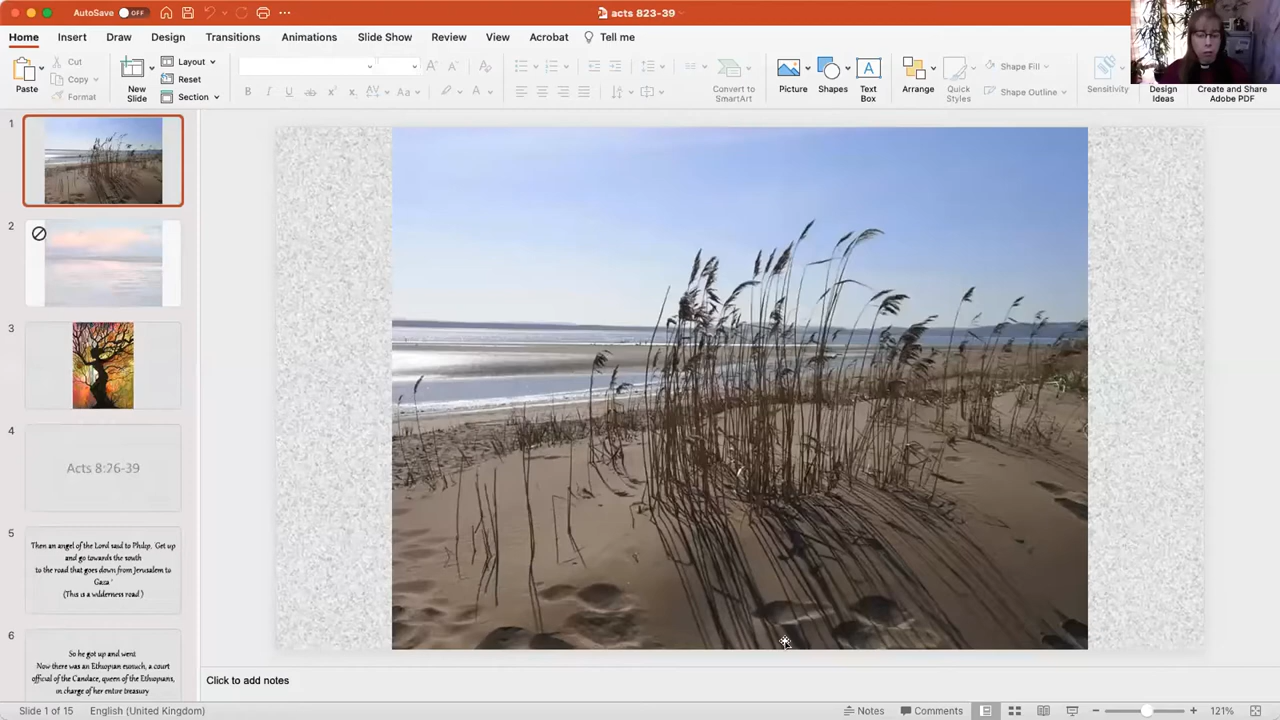 AutoSave OFF
acts 823-39
Home Insert Draw Design Transitions Animations Slide Show Review View Acrobat Tell me
Paste
Cut
Copy
Format
New
Slide
Layout
Reset
Section
B I U
Convert to
SmartArt
Picture
Shapes
Text
Box
Arrange
Quick
Styles
Shape Fill
Shape Outline
Sensitivity
Design
Ideas
Create and Share
Adobe PDF
1
2
3
4
Acts 8:26-39
5
Then an angel of the Lord said to Philip, 'Get up
and go towards the south
to the road that goes down from Jerusalem to
Gaza.'
(This is a wilderness road.)
6
So he got up and went.
Now there was an Ethiopian eunuch, a court
official of the Candace, queen of the Ethiopians,
in charge of her entire treasury.
Click to add notes
Slide 1 of 15 English (United Kingdom) Notes Comments 121%